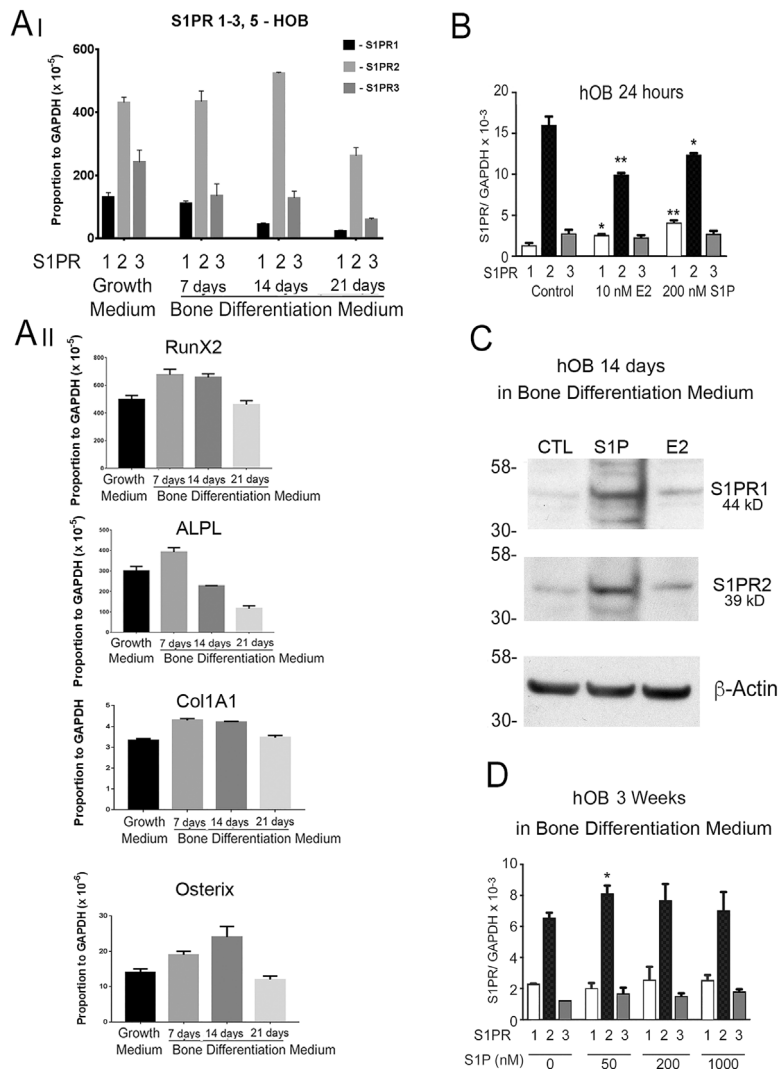 AI
S1PR 1-3, 5 - HOB
- S1PR1
- S1PR2
- S1PR3
Proportion to GAPDH (x 10⁻⁵)
600
400
200
0
S1PR 1 2 3 1 2 3 1 2 3 1 2 3
Growth Medium
7 days 14 days 21 days
Bone Differentiation Medium
AII
RunX2
Proportion to GAPDH (x 10⁻⁵)
800
600
400
200
0
Growth Medium
7 days 14 days 21 days
Bone Differentiation Medium
ALPL
Proportion to GAPDH (x 10⁻⁵)
500
400
300
200
100
0
Growth Medium
7 days 14 days 21 days
Bone Differentiation Medium
Col1A1
Proportion to GAPDH
5
4
3
2
1
0
Growth Medium
7 days 14 days 21 days
Bone Differentiation Medium
Osterix
Proportion to GAPDH (x 10⁻⁶)
30
20
10
0
Growth Medium
7 days 14 days 21 days
Bone Differentiation Medium
B
hOB 24 hours
S1PR/ GAPDH x 10⁻³
20
15
10
5
0
* ** ** *
S1PR 1 2 3 1 2 3 1 2 3
Control 10 nM E2 200 nM S1P
C
hOB 14 days
in Bone Differentiation Medium
CTL S1P E2
58-
30-
S1PR1
44 kD
58-
30-
S1PR2
39 kD
58-
30-
β-Actin
D
hOB 3 Weeks
in Bone Differentiation Medium
S1PR/ GAPDH x 10⁻³
10
8
6
4
2
0
*
S1PR 1 2 3 1 2 3 1 2 3 1 2 3
S1P (nM) 0 50 200 1000